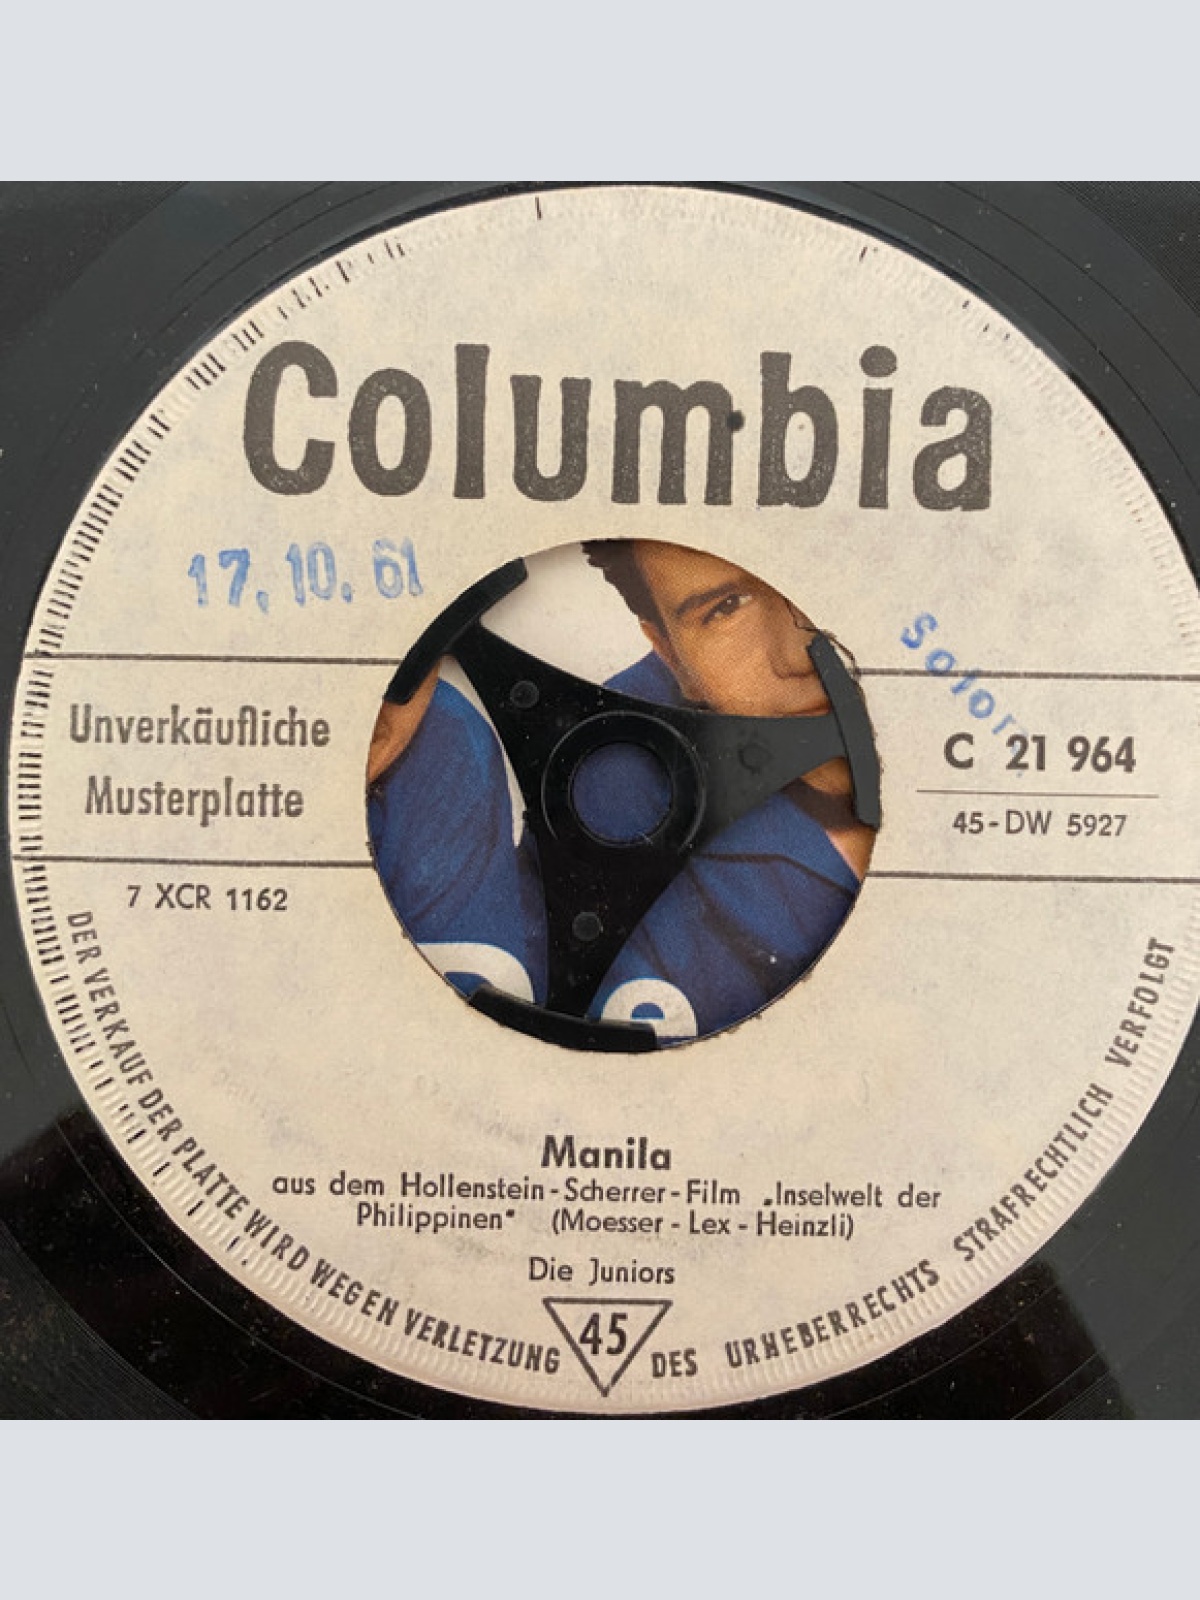 Columbia
17. 10. 61
Unverkäufliche
Musterplatte
C 21 964
45-DW 5927
7 XCR 1162
Manila
aus dem Hollenstein-Scherrer-Film „Inselwelt der
Philippinen" (Moesser - Lex - Heinzli)
Die Juniors
45
DER VERKAUF DER PLATTE WIRD WEGEN VERLETZUNG DES URHEBERRECHTS STRAFRECHTLICH VERFOLGT
e